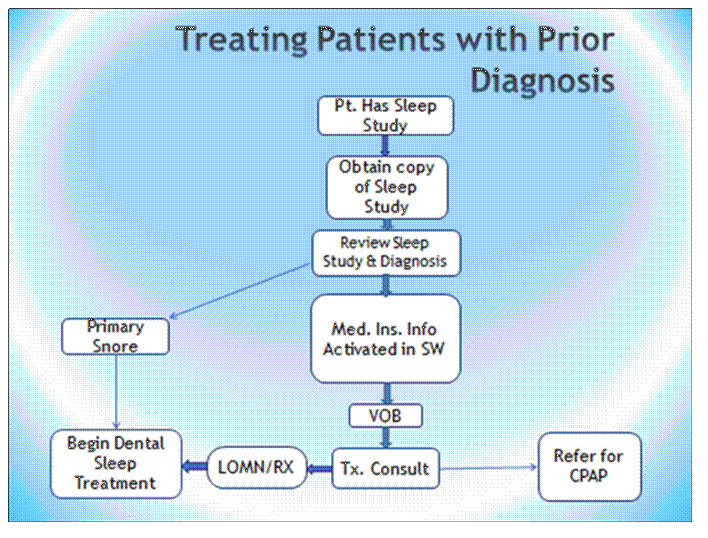 Treating Patients with Prior
Diagnosis
Pt. Has Sleep
Study
Obtain copy
of Sleep
Study
Review Sleep
Study & Diagnosis
Primary
Snore
Med. Ins. Info
Activated in SW
VOB
Begin Dental
Sleep
Treatment
LOMN/RX
Tx. Consult
Refer for
CPAP